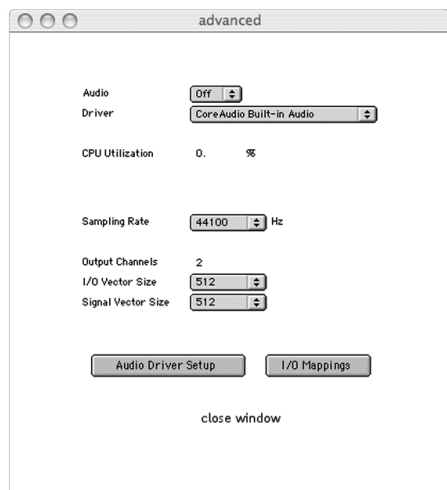 advanced
Audio Off
Driver CoreAudio Built-in Audio
CPU Utilization 0. %
Sampling Rate 44100 Hz
Output Channels 2
I/O Vector Size 512
Signal Vector Size 512
Audio Driver Setup I/O Mappings
close window